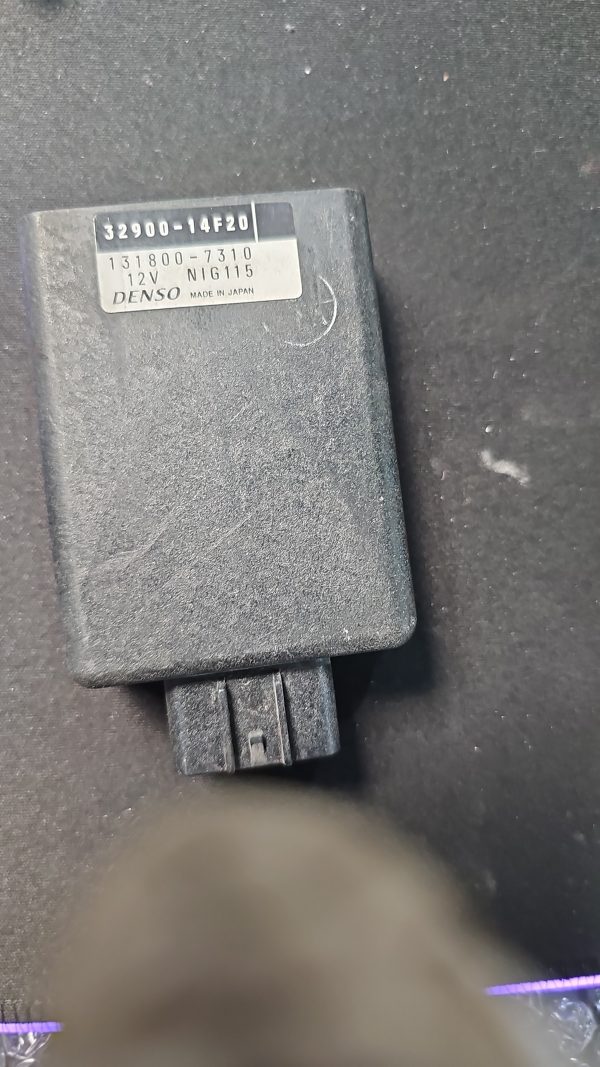 32900-14F20
131800-7310
12V NIG115
DENSO MADE IN JAPAN